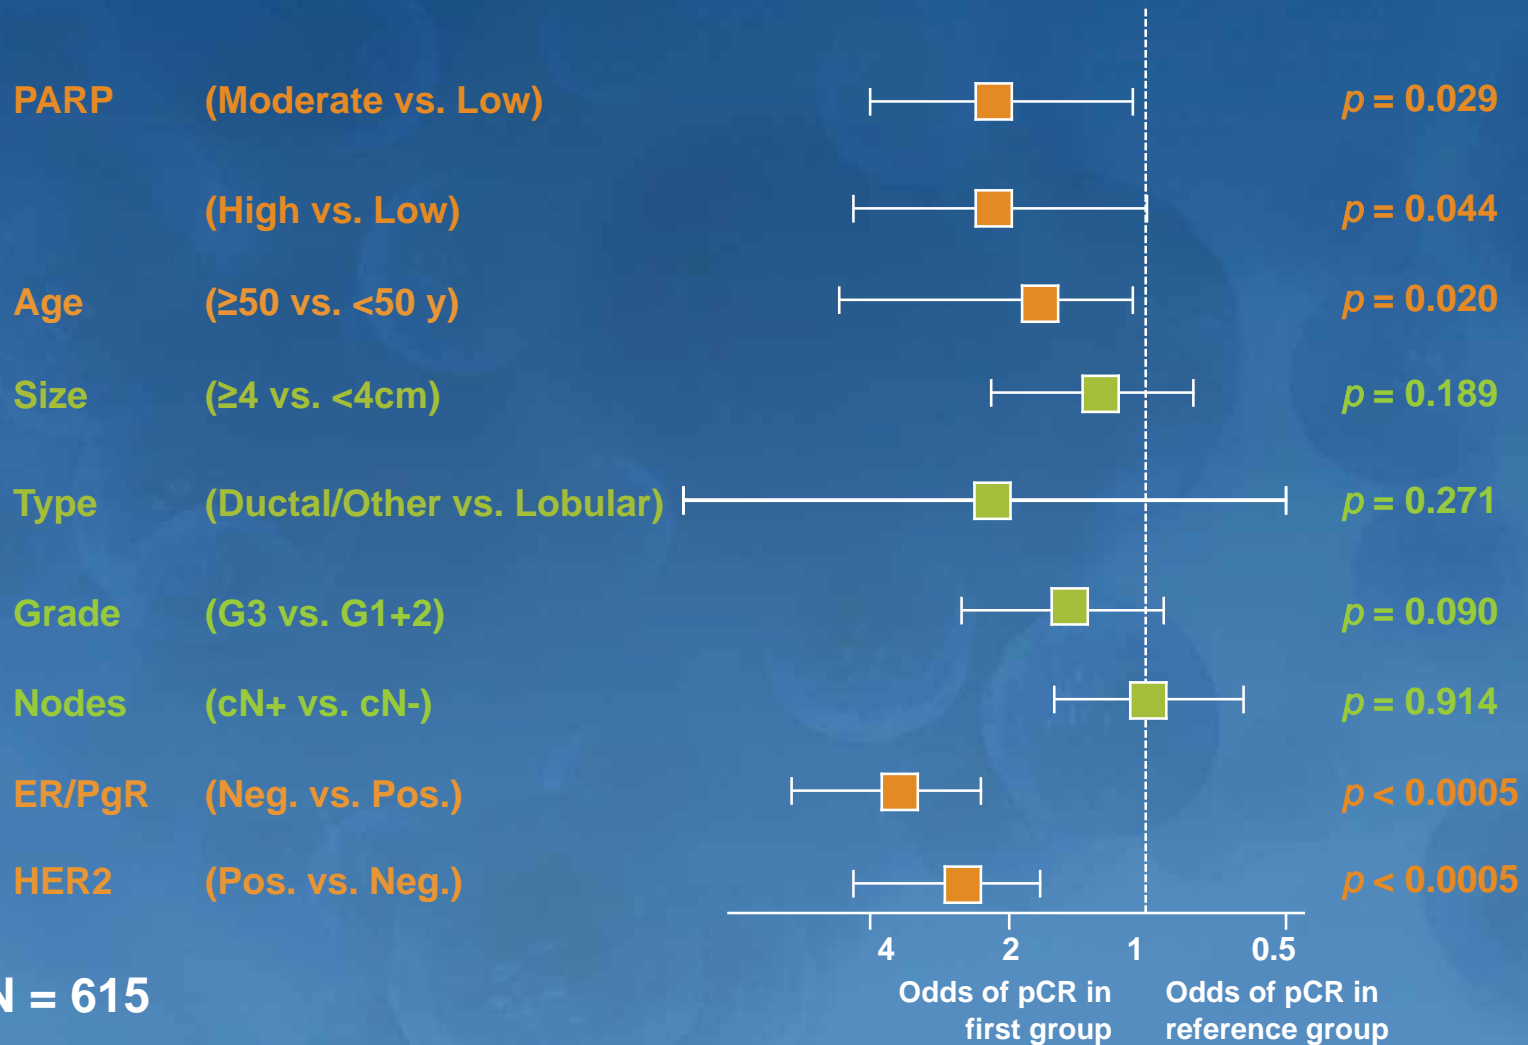 PARP (Moderate vs. Low) p = 0.029
(High vs. Low) p = 0.044
Age (≥50 vs. <50 y) p = 0.020
Size (≥4 vs. <4cm) p = 0.189
Type (Ductal/Other vs. Lobular) p = 0.271
Grade (G3 vs. G1+2) p = 0.090
Nodes (cN+ vs. cN-) p = 0.914
ER/PgR (Neg. vs. Pos.) p < 0.0005
HER2 (Pos. vs. Neg.) p < 0.0005
4 2 1 0.5
Odds of pCR in
first group
Odds of pCR in
reference group
N = 615